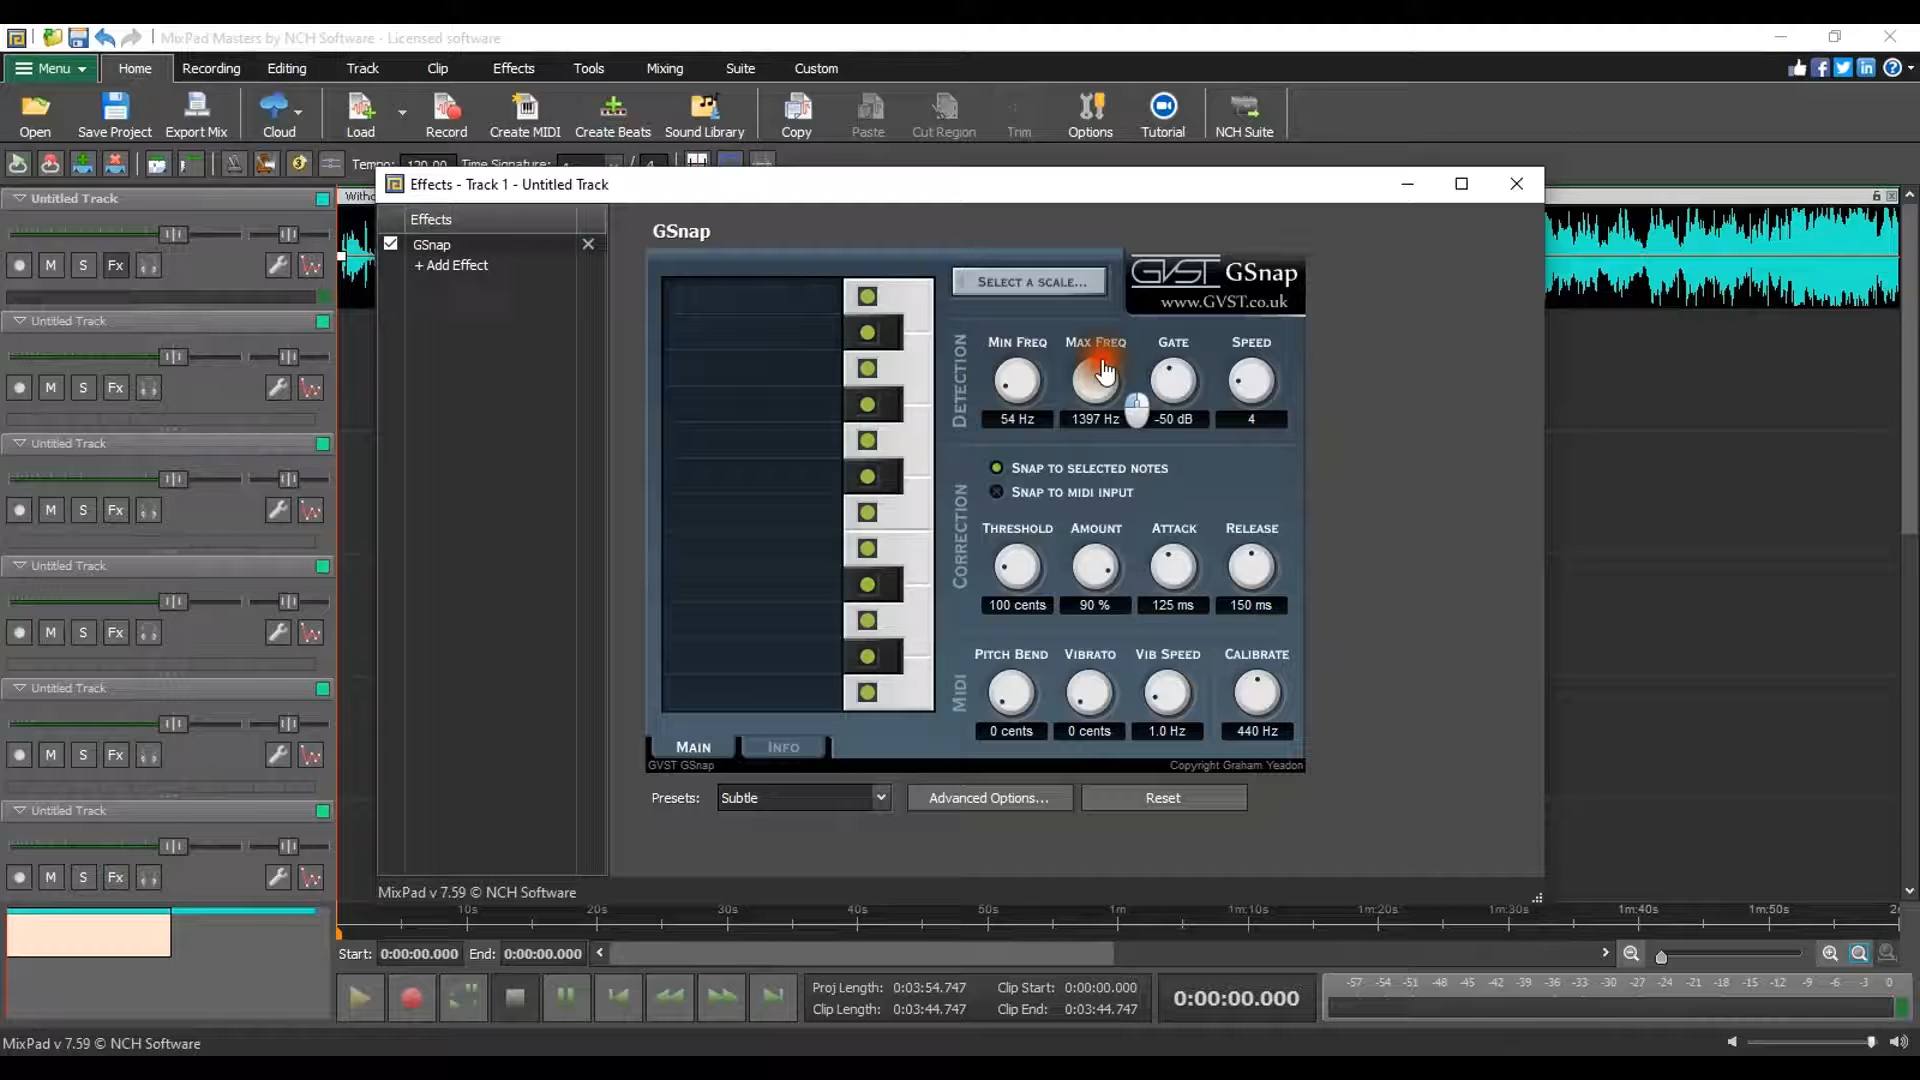 MixPad Masters by NCH Software - Licensed software
Menu Home Recording Editing Track Clip Effects Tools Mixing Suite Custom
Open Save Project Export Mix Cloud Load Record Create MIDI Create Beats Sound Library Copy Paste Cut Region Trim Options Tutorial NCH Suite
Tempo: 120.00 Time Signature: / 4
Effects - Track 1 - Untitled Track
Untitled Track
M S Fx
Untitled Track
M S Fx
Untitled Track
M S Fx
Untitled Track
M S Fx
Untitled Track
M S Fx
Untitled Track
M S Fx
Effects
GSnap
+ Add Effect
GSnap
SELECT A SCALE...
GVST GSnap
www.GVST.co.uk
DETECTION
MIN FREQ MAX FREQ GATE SPEED
54 Hz 1397 Hz -50 dB 4
CORRECTION
SNAP TO SELECTED NOTES
SNAP TO MIDI INPUT
THRESHOLD AMOUNT ATTACK RELEASE
100 cents 90 % 125 ms 150 ms
MIDI
PITCH BEND VIBRATO VIB SPEED CALIBRATE
0 cents 0 cents 1.0 Hz 440 Hz
MAIN INFO
GVST GSnap Copyright Graham Yeadon
Presets: Subtle Advanced Options... Reset
MixPad v 7.59 © NCH Software
10s 20s 30s 40s 50s 1m 1m:10s 1m:20s 1m:30s 1m:40s 1m:50s
Start: 0:00:00.000 End: 0:00:00.000
Proj Length: 0:03:54.747 Clip Start: 0:00:00.000
Clip Length: 0:03:44.747 Clip End: 0:03:44.747
0:00:00.000
-57 -54 -51 -48 -45 -42 -39 -36 -33 -30 -27 -24 -21 -18 -15 -12 -9 -6 -3 0
MixPad v 7.59 © NCH Software